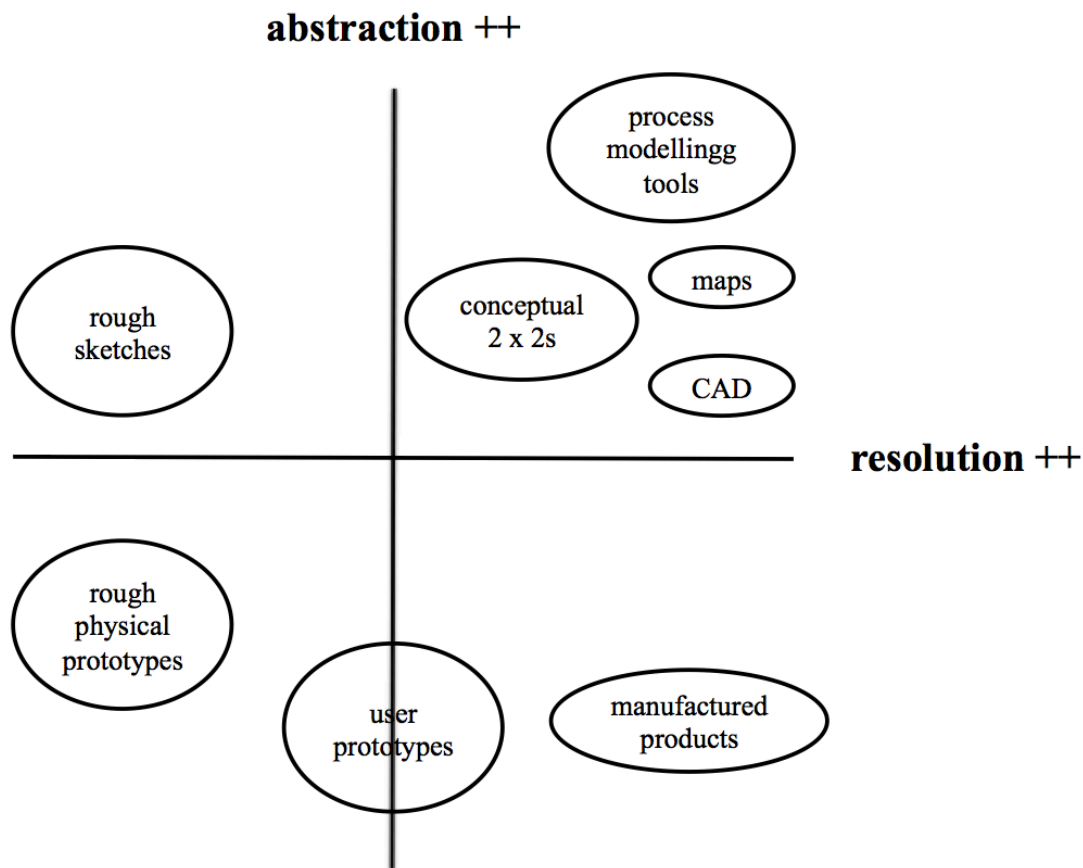 abstraction ++
process
modellingg
tools
maps
conceptual
2 x 2s
rough
sketches
CAD
resolution ++
rough
physical
prototypes
user
prototypes
manufactured
products